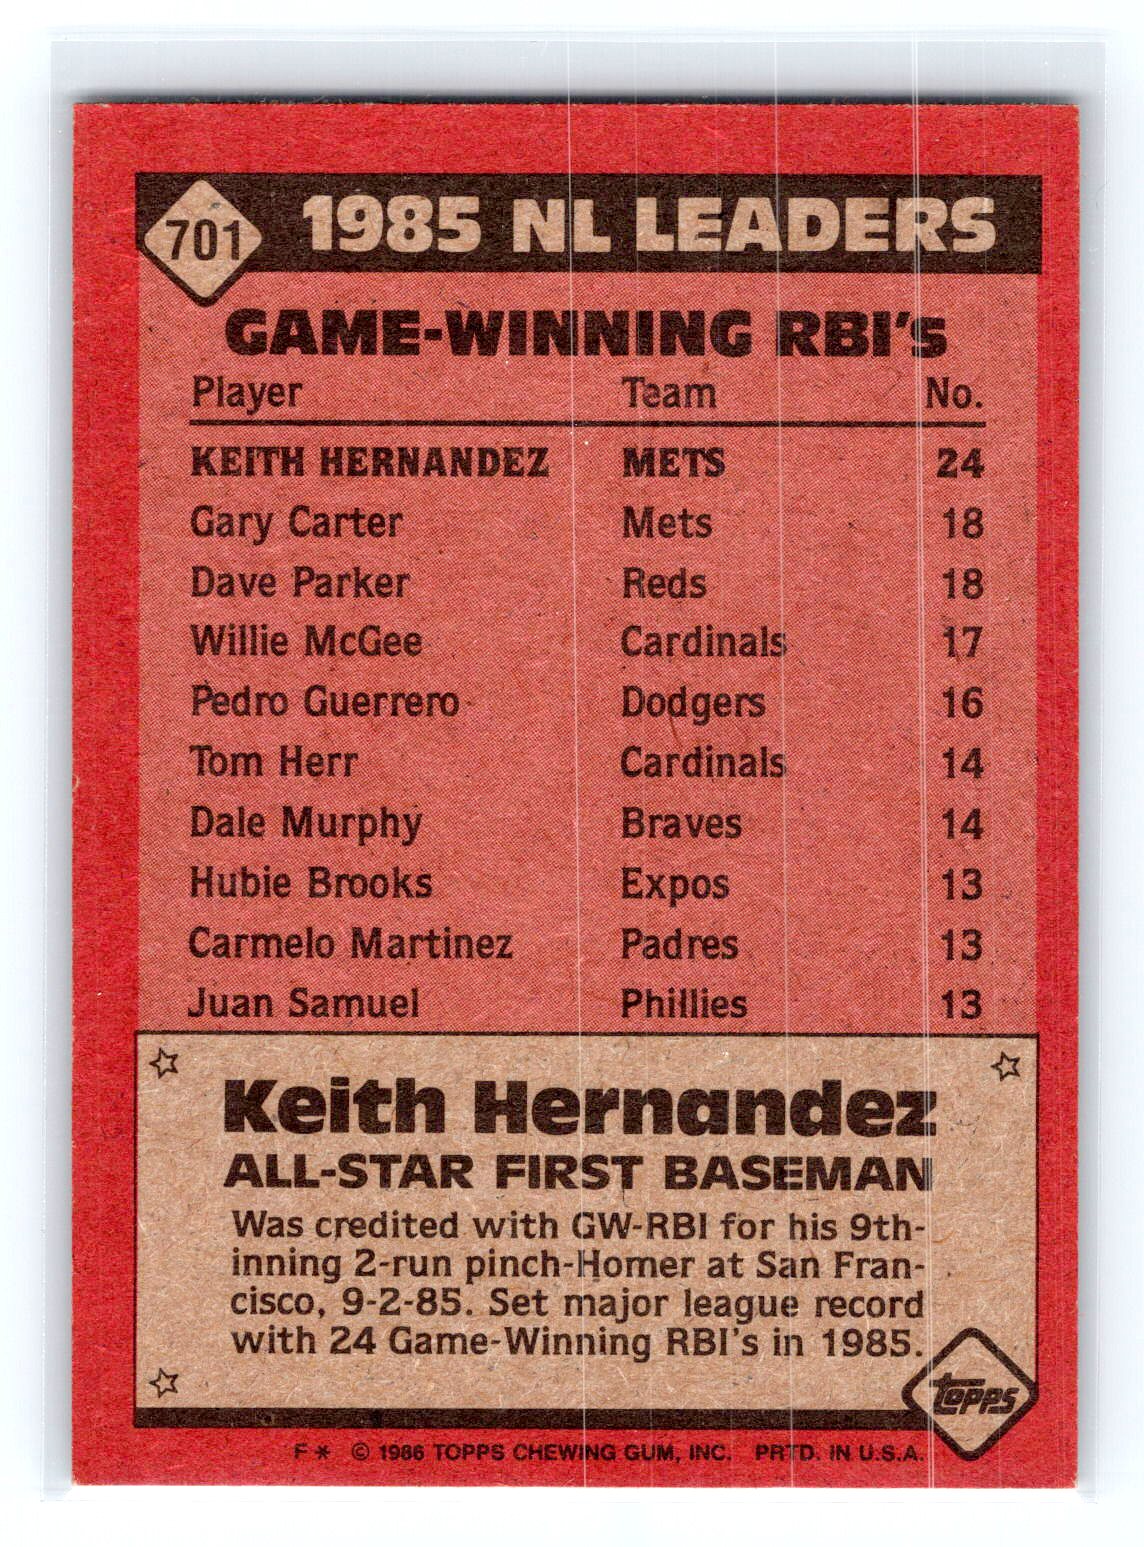 701 1985 NL LEADERS
GAME-WINNING RBI's
Player Team No.
KEITH HERNANDEZ METS 24
Gary Carter Mets 18
Dave Parker Reds 18
Willie McGee Cardinals 17
Pedro Guerrero Dodgers 16
Tom Herr Cardinals 14
Dale Murphy Braves 14
Hubie Brooks Expos 13
Carmelo Martinez Padres 13
Juan Samuel Phillies 13
Keith Hernandez
ALL-STAR FIRST BASEMAN
Was credited with GW-RBI for his 9th-
inning 2-run pinch-Homer at San Fran-
cisco, 9-2-85. Set major league record
with 24 Game-Winning RBI's in 1985.
topps
F * © 1986 TOPPS CHEWING GUM, INC. PRTD. IN U.S.A.